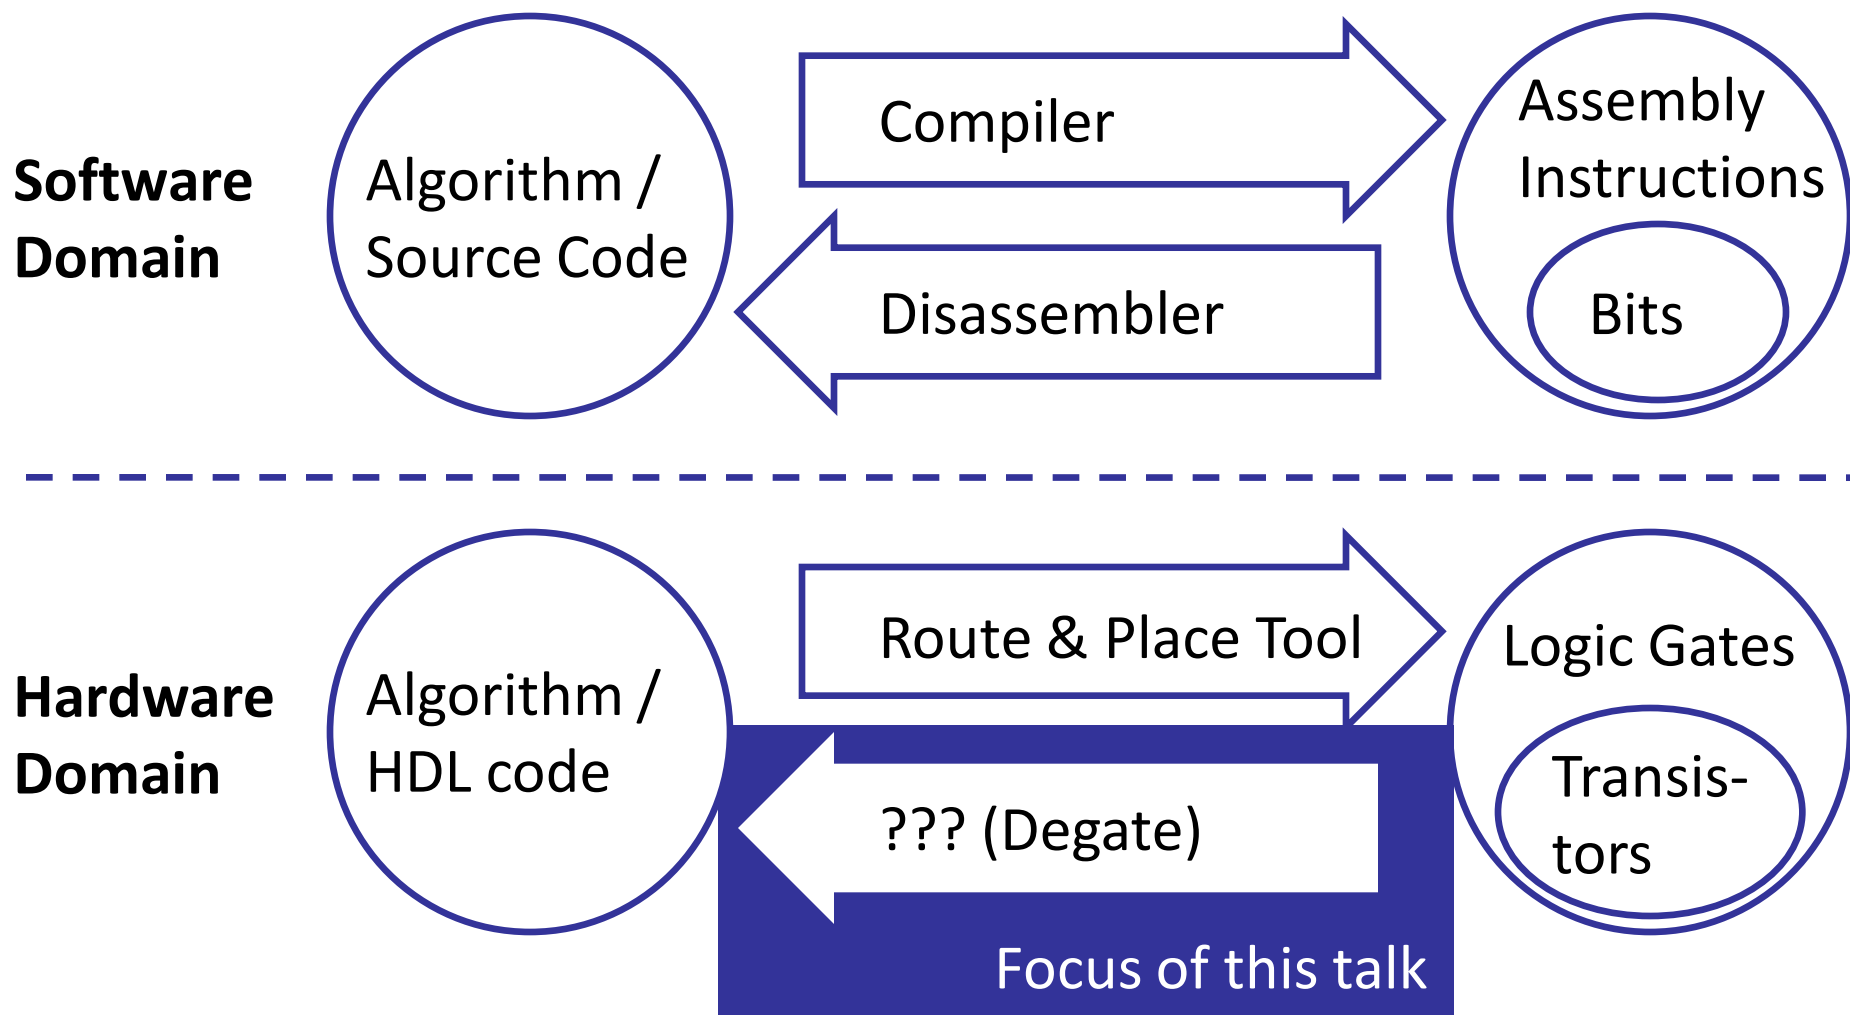 Software
Domain
Algorithm /
Source Code
Compiler
Disassembler
Assembly
Instructions
Bits
Hardware
Domain
Algorithm /
HDL code
Route & Place Tool
??? (Degate)
Focus of this talk
Logic Gates
Transis-
tors